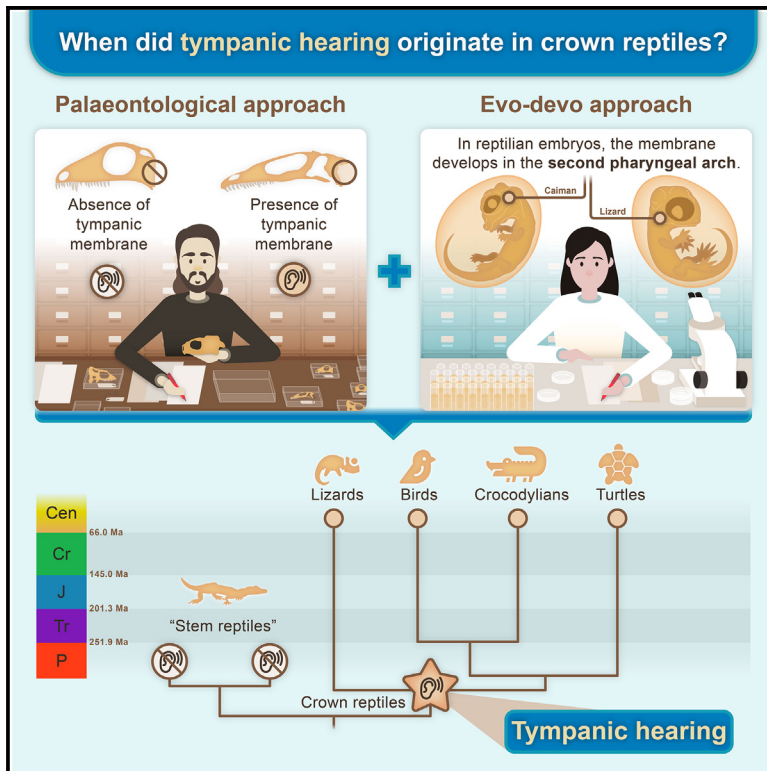 When did tympanic hearing originate in crown reptiles?
Palaeontological approach
Evo-devo approach
Absence of
tympanic
membrane
Presence of
tympanic
membrane
In reptilian embryos, the membrane
develops in the second pharyngeal arch.
Caiman
Lizard
Lizards
Birds
Crocodylians
Turtles
Cen
66.0 Ma
Cr
145.0 Ma
J
201.3 Ma
Tr
251.9 Ma
P
"Stem reptiles"
Crown reptiles
Tympanic hearing